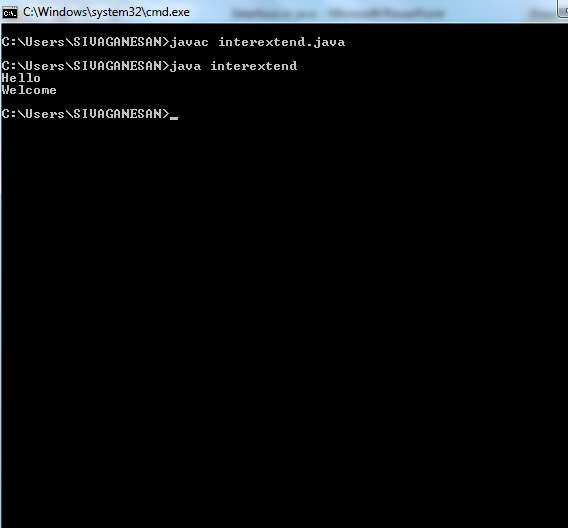 C:\Windows\system32\cmd.exe
C:\Users\SIVAGANESAN>javac interextend.java
C:\Users\SIVAGANESAN>java interextend
Hello
Welcome
C:\Users\SIVAGANESAN>_